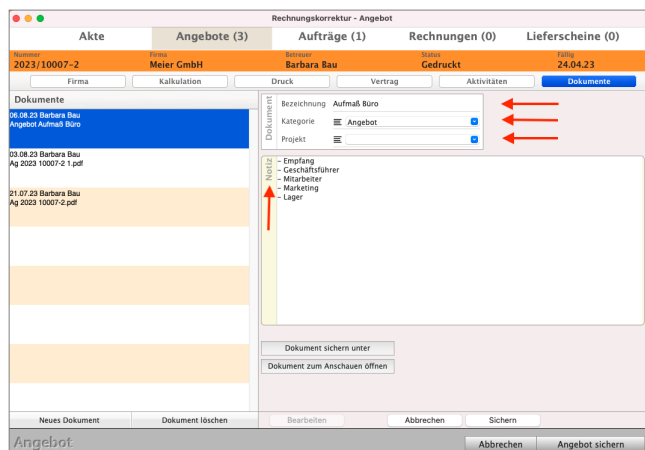 Rechnungskorrektur - Angebot
Akte Angebote (3) Aufträge (1) Rechnungen (0) Lieferscheine (0)
Nummer Firma Betreuer Status Fällig
2023/10007-2 Meier GmbH Barbara Bau Gedruckt 24.04.23
Firma Kalkulation Druck Vertrag Aktivitäten Dokumente
Dokumente
06.08.23 Barbara Bau
Angebot Aufmaß Büro
03.08.23 Barbara Bau
Ag 2023 10007-2 1.pdf
21.07.23 Barbara Bau
Ag 2023 10007-2.pdf
Dokument
Bezeichnung Aufmaß Büro
Kategorie Angebot
Projekt
Notiz
- Empfang
- Geschäftsführer
- Mitarbeiter
- Marketing
- Lager
Dokument sichern unter
Dokument zum Anschauen öffnen
Neues Dokument Dokument löschen Bearbeiten Abbrechen Sichern
Angebot Abbrechen Angebot sichern